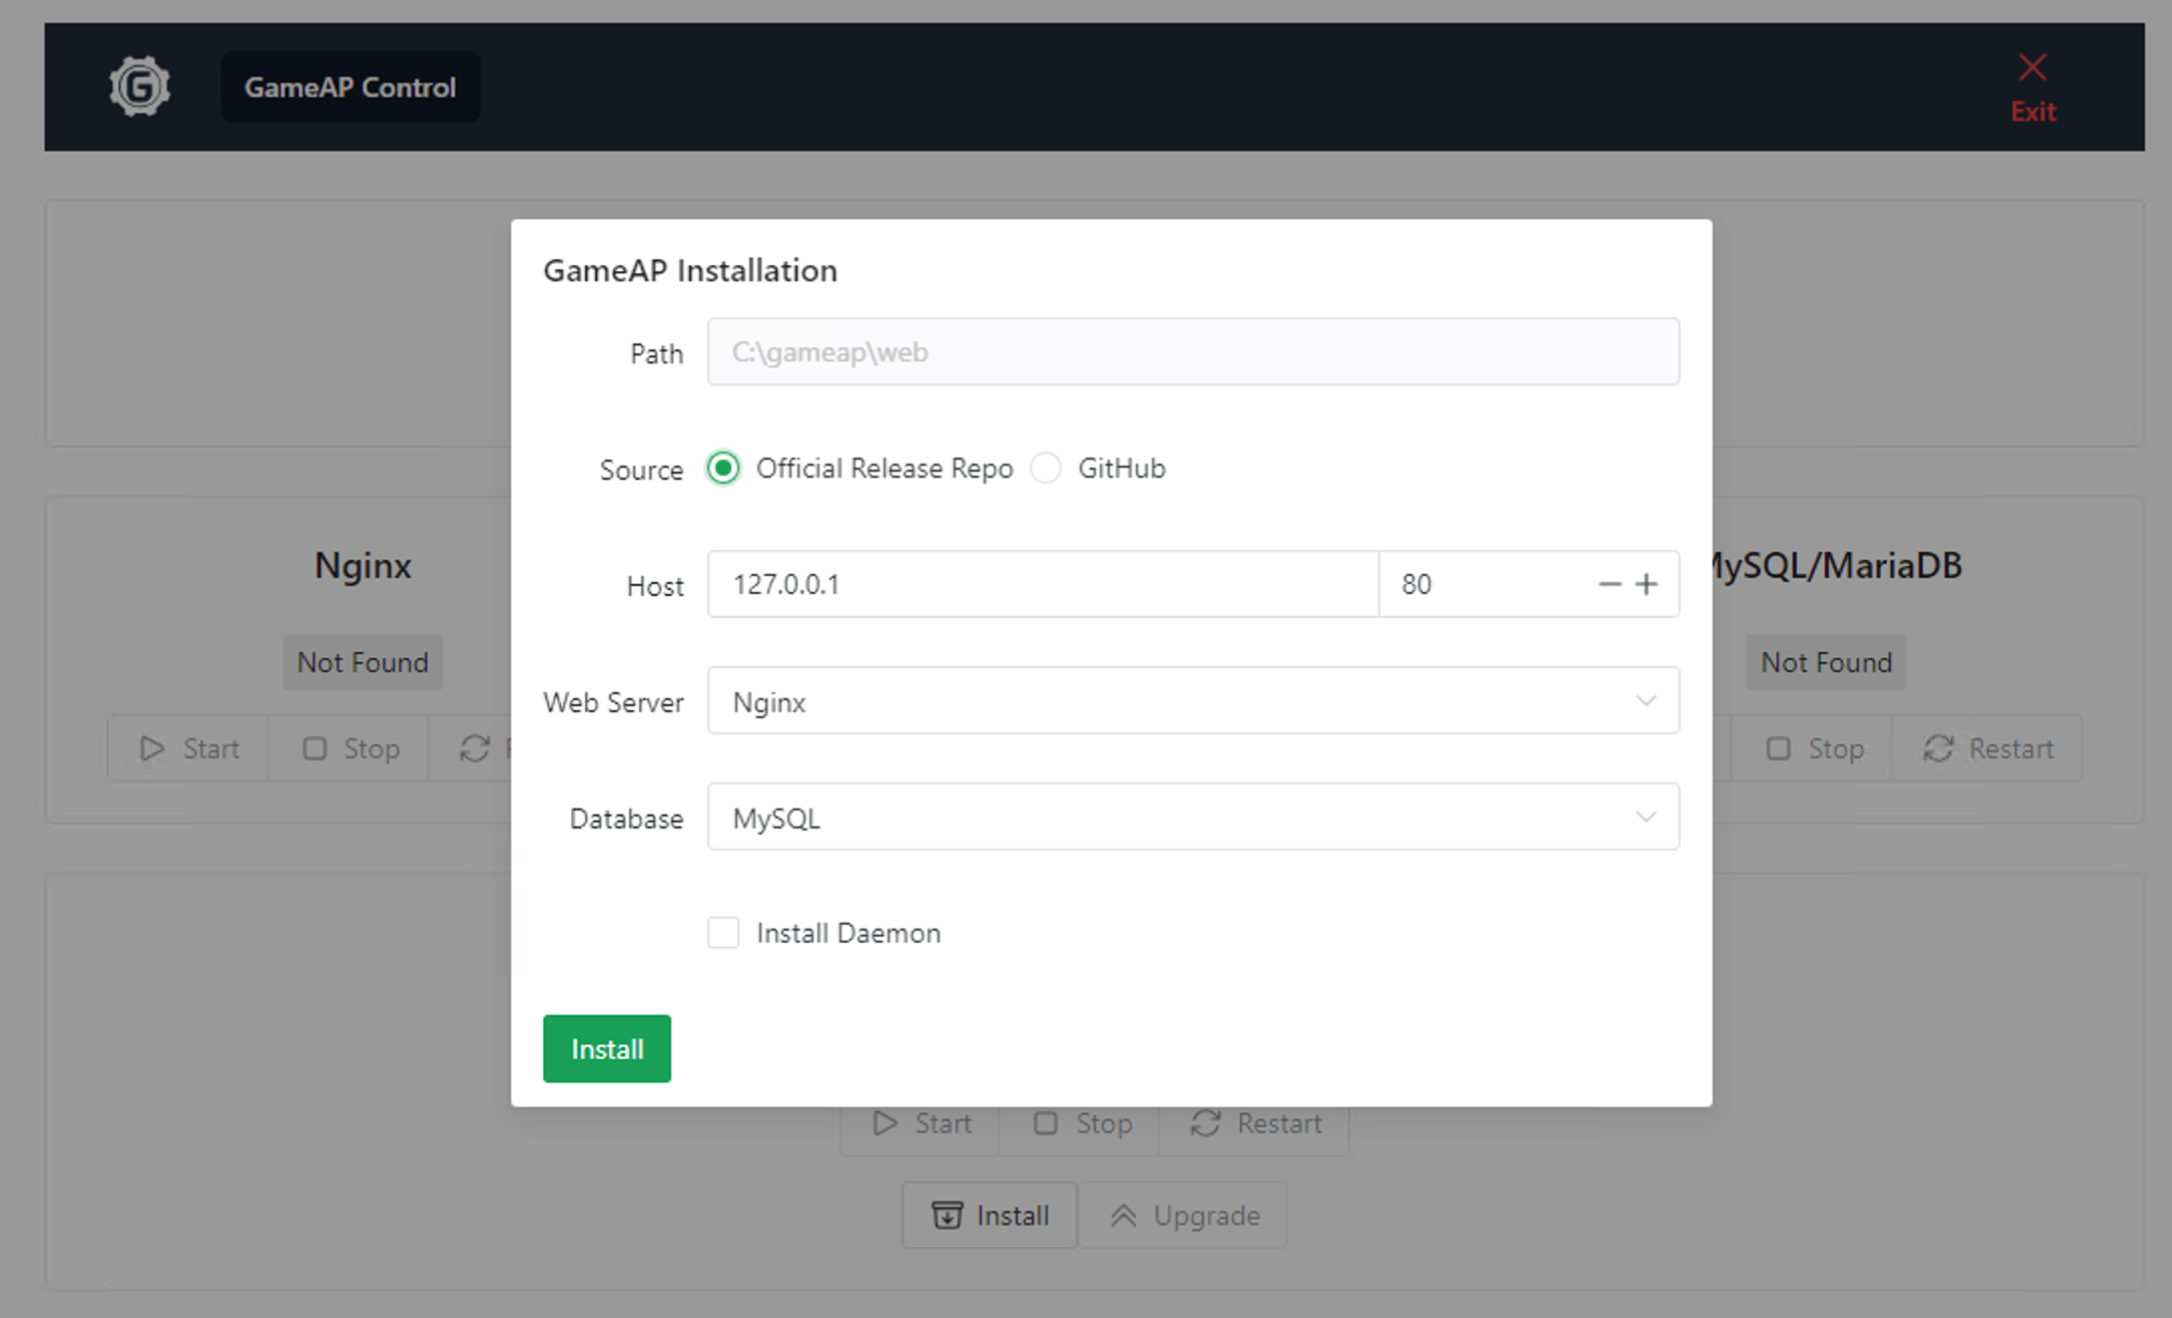 G
GameAP Control
Exit
GameAP Installation
Path
C:\gameap\web
Source
Official Release Repo
GitHub
Host
127.0.0.1
80
Web Server
Nginx
Database
MySQL
Install Daemon
Install
Nginx
Not Found
Start
Stop
MySQL/MariaDB
Not Found
Stop
Restart
Start
Stop
Restart
Install
Upgrade